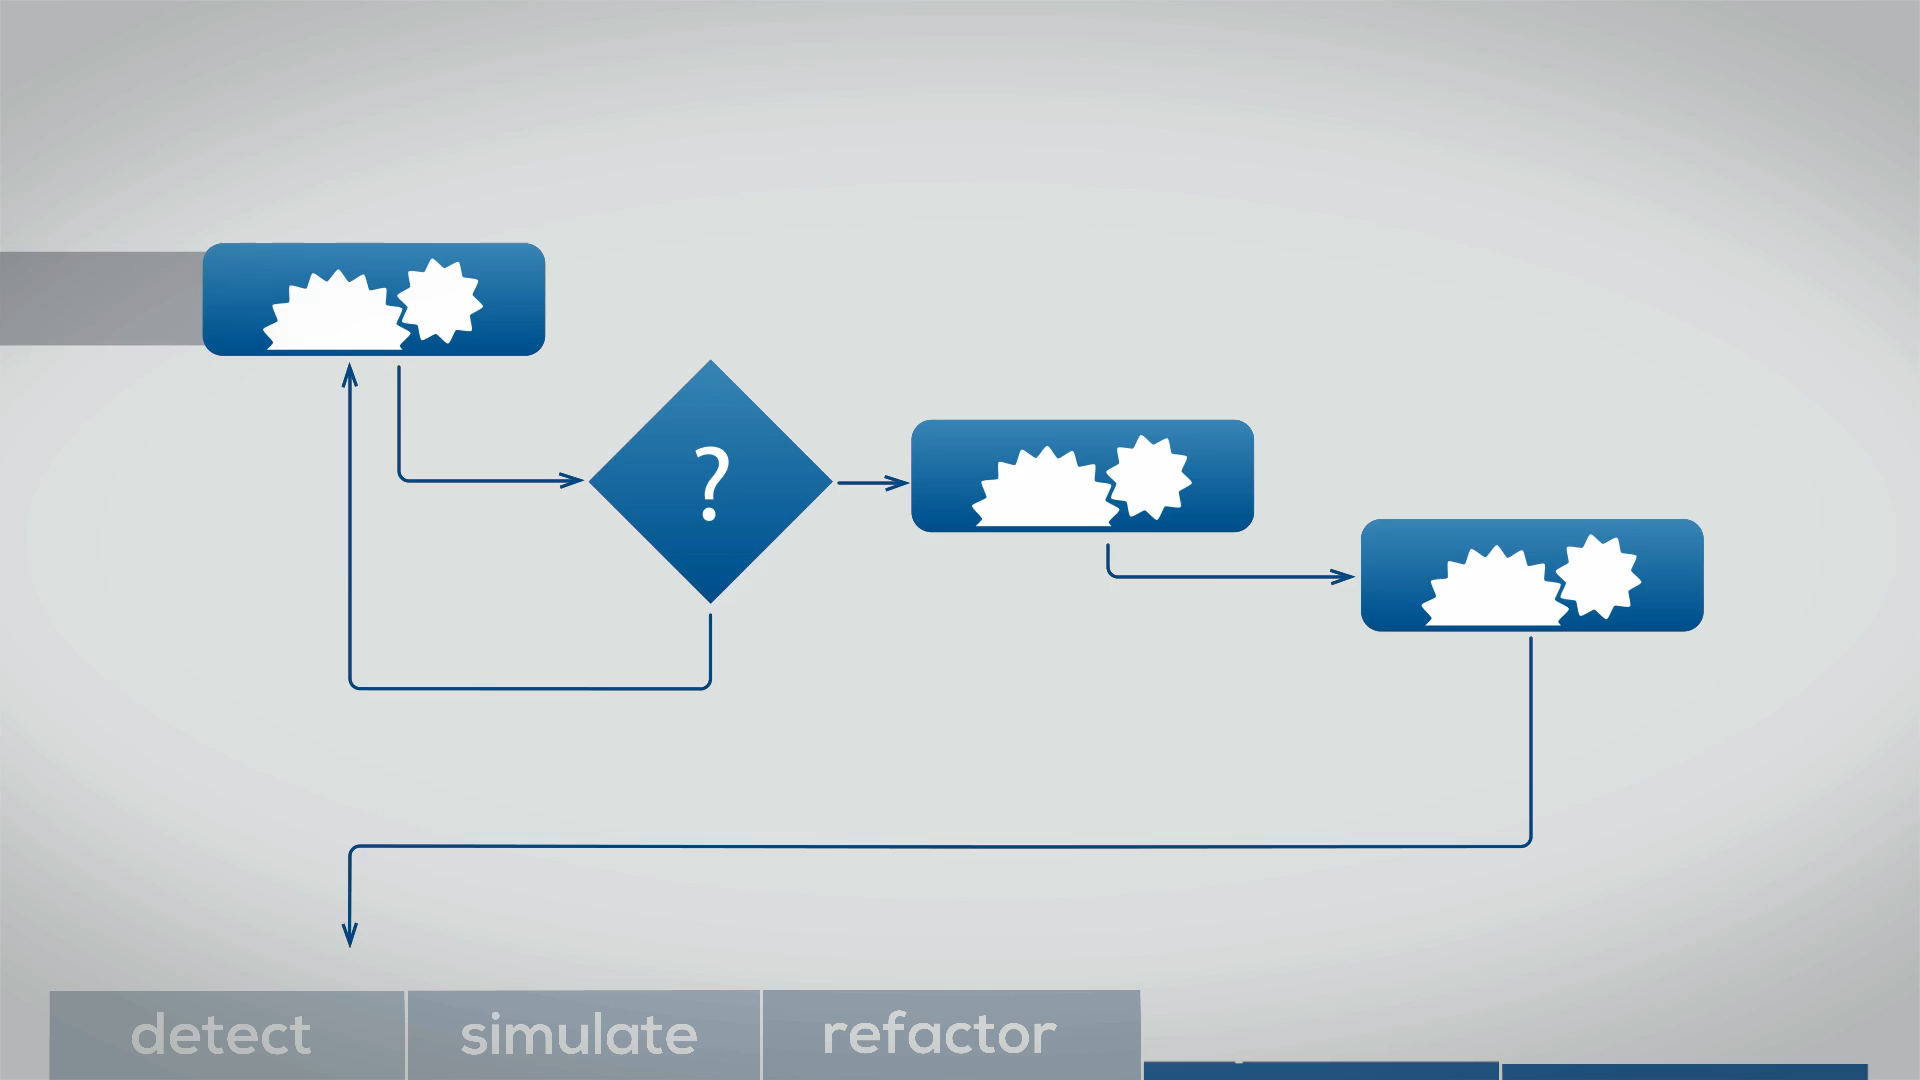 ?
detect
simulate
refactor